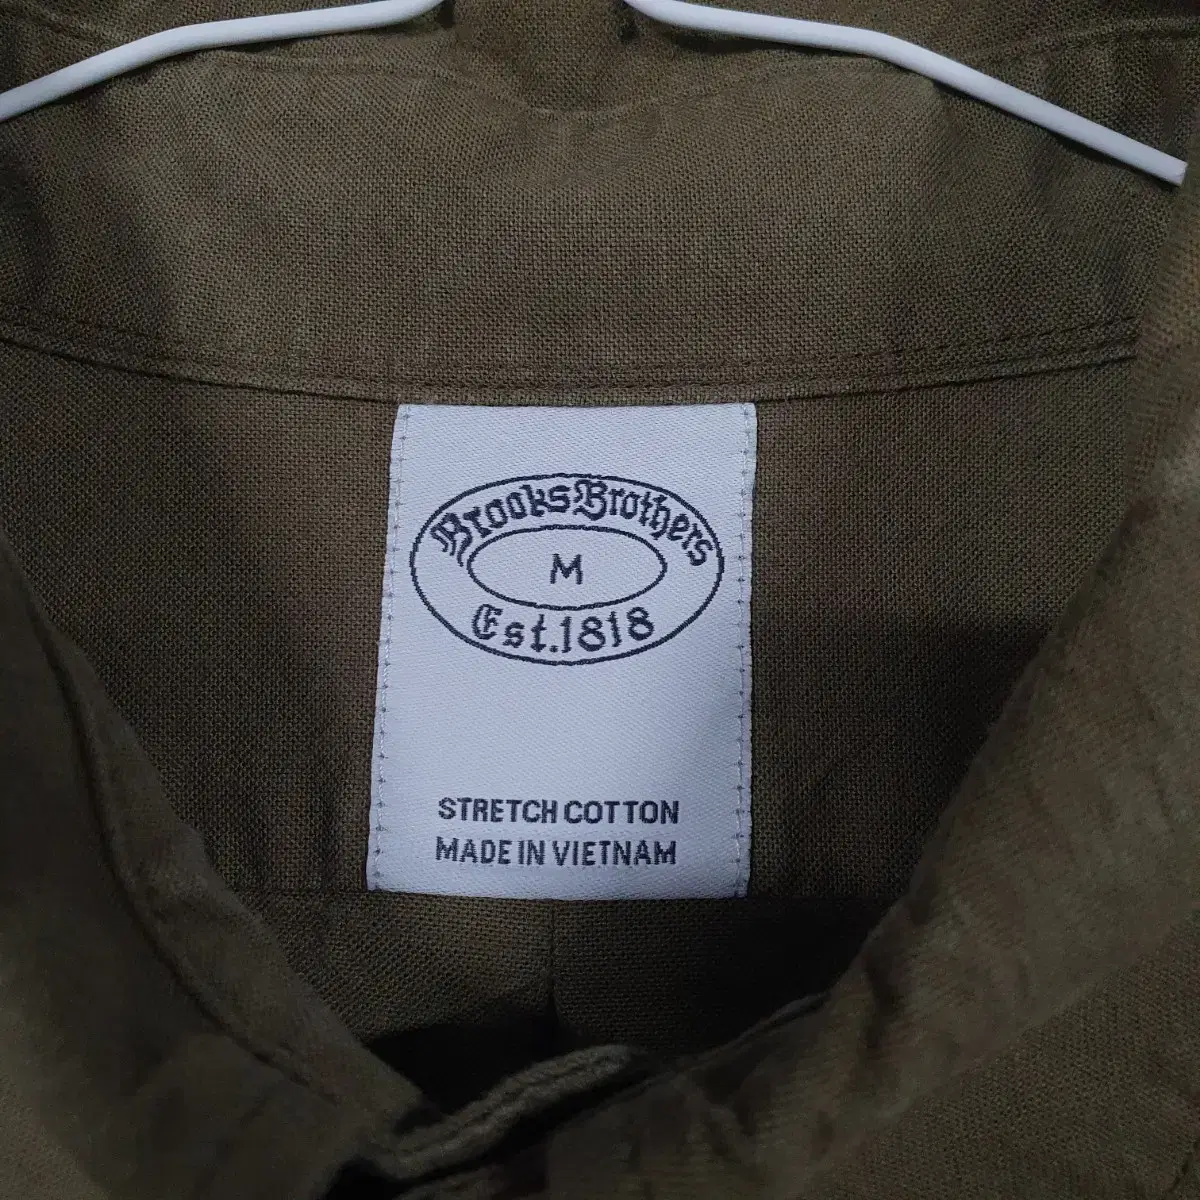 Brooks Brothers
M
Est. 1818
STRETCH COTTON
MADE IN VIETNAM